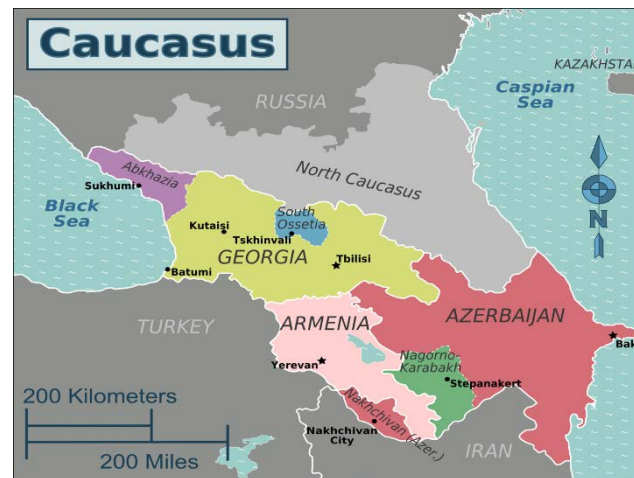 Caucasus
KAZAKHSTAN
Caspian
Sea
RUSSIA
North Caucasus
Abkhazia
Sukhumi
Black
Sea
Kutaisi
South
Ossetia
Tskhinvali
GEORGIA
Tbilisi
Batumi
N
TURKEY
ARMENIA
AZERBAIJAN
Bak
Yerevan
Nagorno-
Karabakh
Stepanakert
Nakhchivan (Azer.)
Nakhchivan
City
IRAN
200 Kilometers
200 Miles